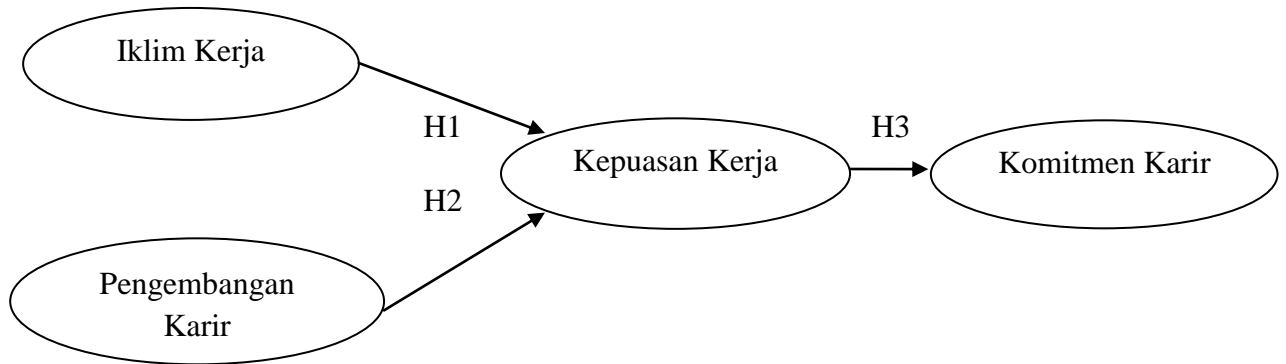 Iklim Kerja
H1
Kepuasan Kerja
H3
Komitmen Karir
H2
Pengembangan
Karir